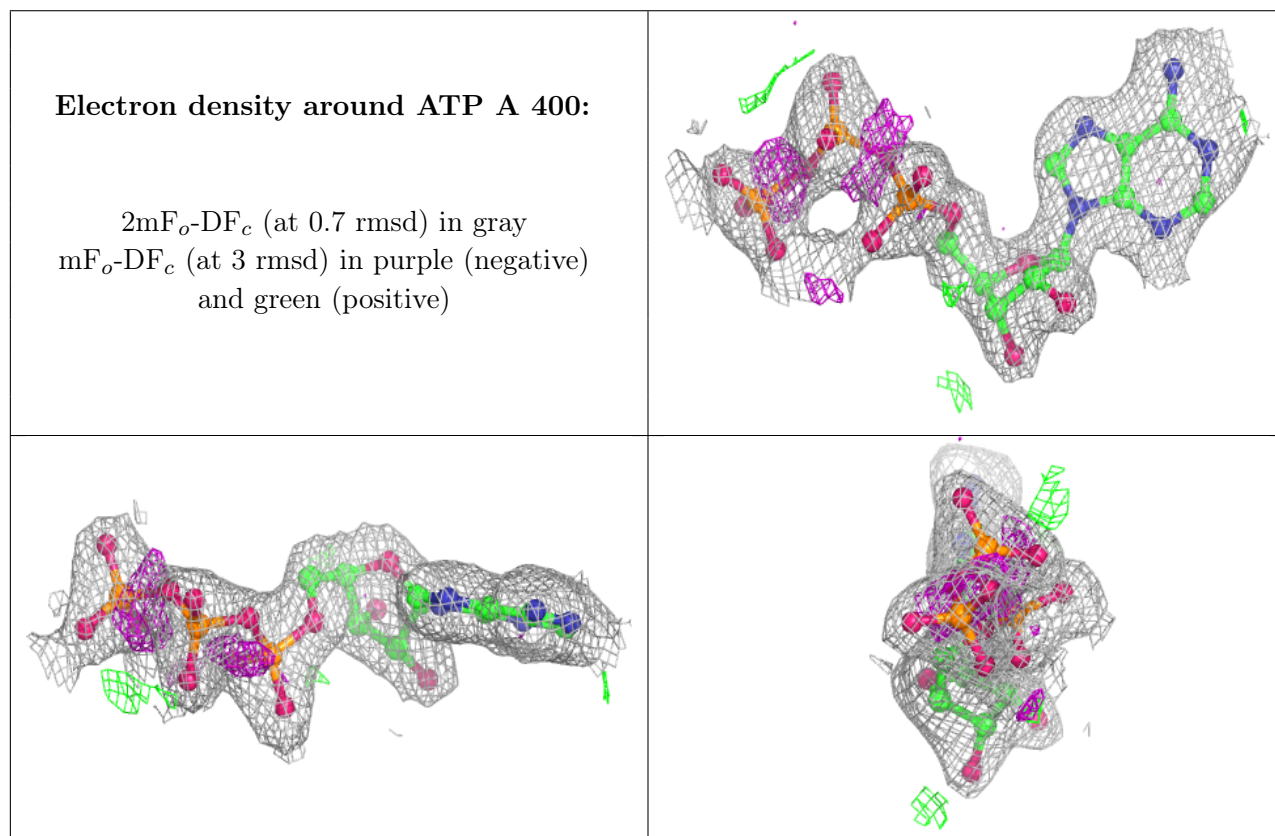 Electron density around ATP A 400:
2mFo-DFc (at 0.7 rmsd) in gray
mFo-DFc (at 3 rmsd) in purple (negative)
and green (positive)